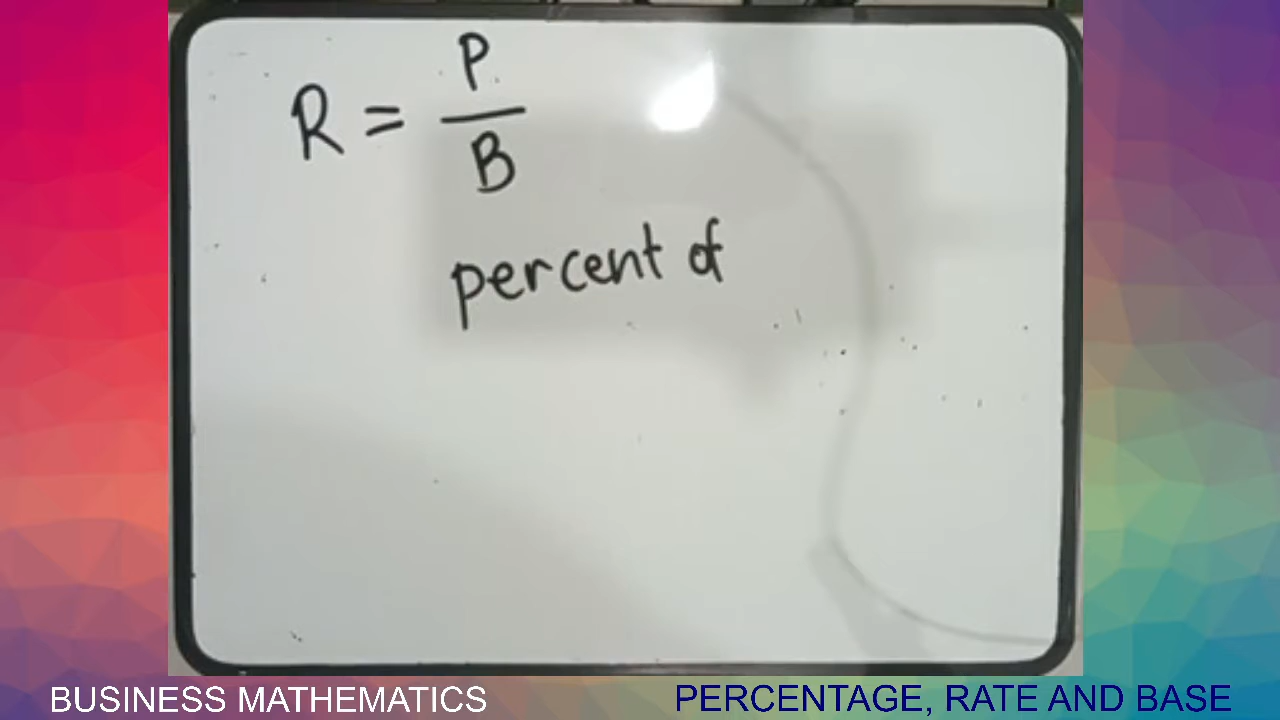 R = P/B
percent of
BUSINESS MATHEMATICS
PERCENTAGE, RATE AND BASE